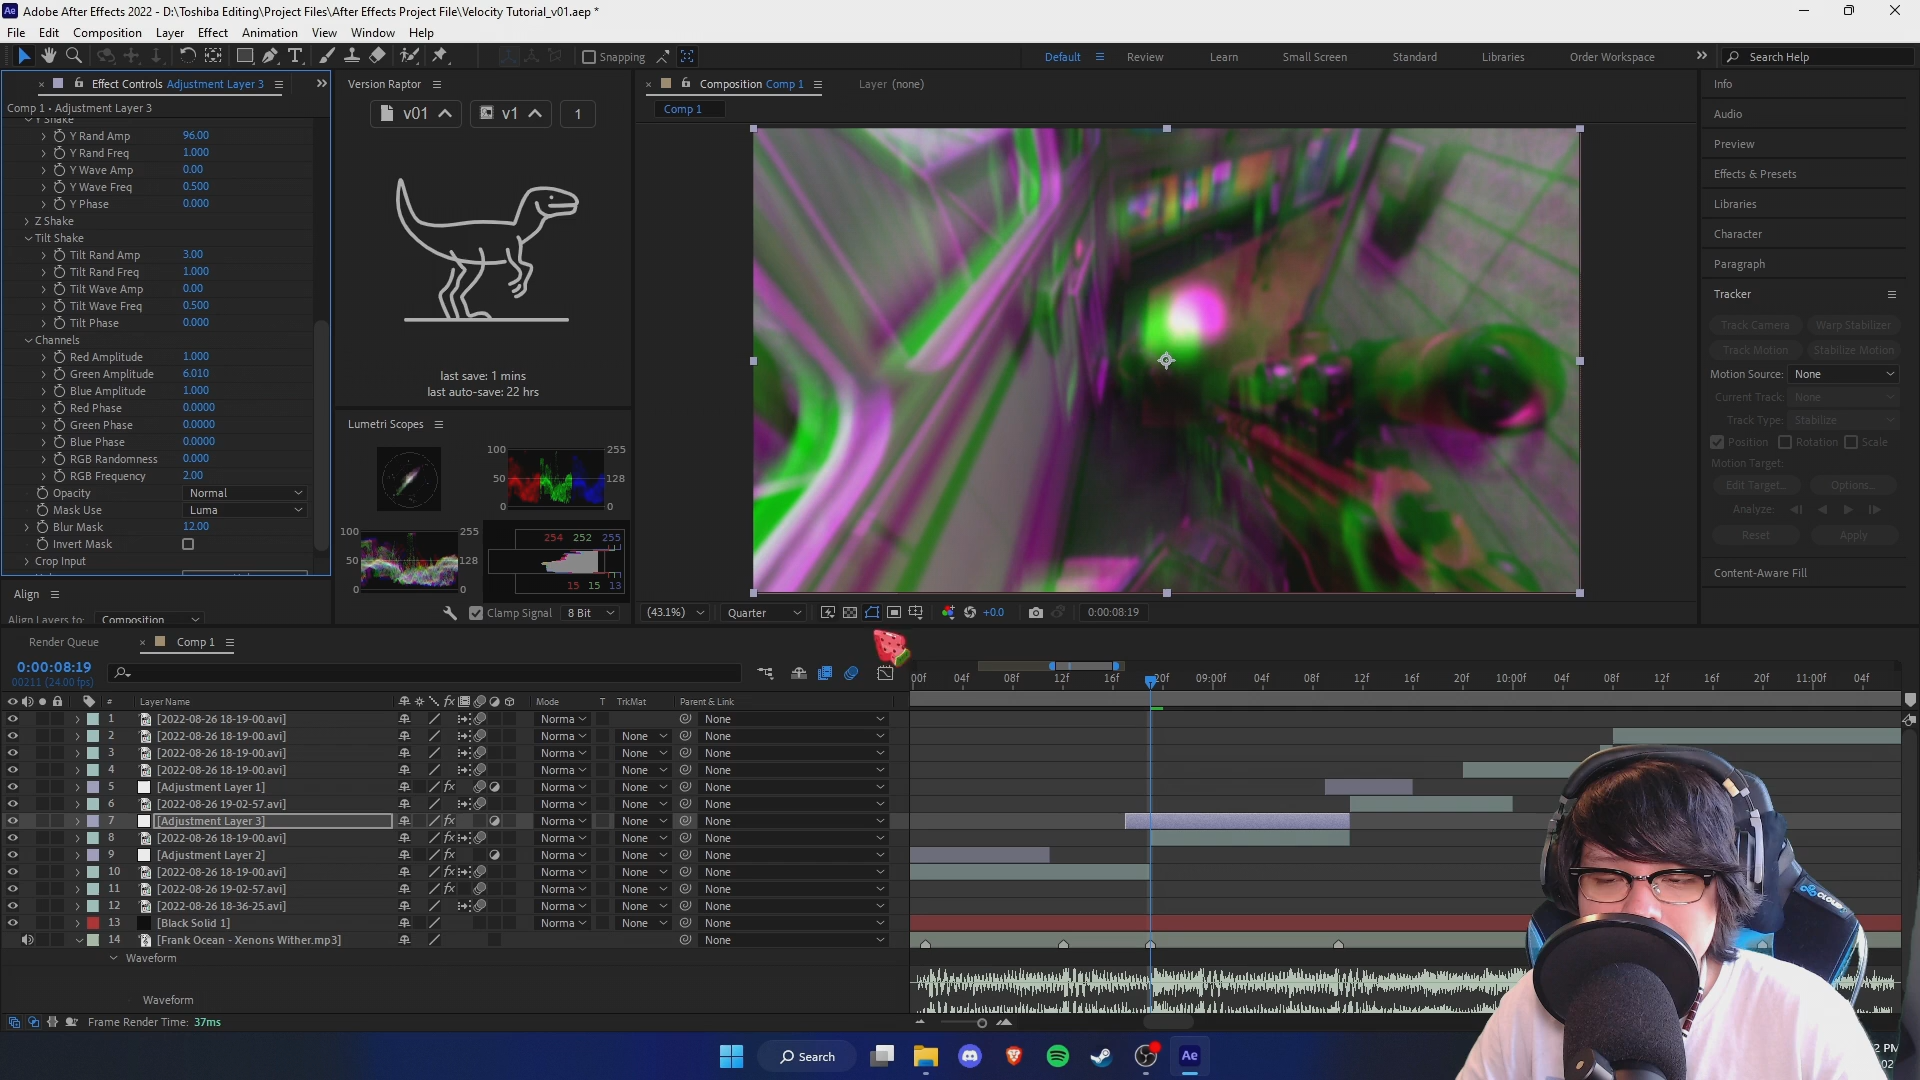 Adobe After Effects 2022 - D:\Toshiba Editing\Project Files\After Effects Project File\Velocity Tutorial_v01.aep *
File Edit Composition Layer Effect Animation View Window Help
Snapping Default Review Learn Small Screen Standard Libraries Order Workspace Search Help
Effect Controls Adjustment Layer 3
Comp 1 • Adjustment Layer 3
Y Shake
Y Rand Amp 96.00
Y Rand Freq 1.000
Y Wave Amp 0.00
Y Wave Freq 0.500
Y Phase 0.000
Z Shake
Tilt Shake
Tilt Rand Amp 3.00
Tilt Rand Freq 1.000
Tilt Wave Amp 0.00
Tilt Wave Freq 0.500
Tilt Phase 0.000
Channels
Red Amplitude 1.000
Green Amplitude 6.010
Blue Amplitude 1.000
Red Phase 0.0000
Green Phase 0.0000
Blue Phase 0.0000
RGB Randomness 0.000
RGB Frequency 2.00
Opacity Normal
Mask Use Luma
Blur Mask 12.00
Invert Mask
Crop Input
Align
Align Layers to: Composition
Version Raptor
v01 v1 1
last save: 1 mins
last auto-save: 22 hrs
Lumetri Scopes
100 255
50 128
0 0
100 255
50 128
0 0
254 252 255
15 15 13
Clamp Signal 8 Bit
Composition Comp 1 Layer (none)
Comp 1
(43.1%) Quarter +0.0 0:00:08:19
Info
Audio
Preview
Effects & Presets
Libraries
Character
Paragraph
Tracker
Track Camera Warp Stabilizer
Track Motion Stabilize Motion
Motion Source: None
Current Track: None
Track Type: Stabilize
Position Rotation Scale
Motion Target:
Edit Target... Options...
Analyze:
Reset Apply
Content-Aware Fill
Render Queue Comp 1
0:00:08:19
00211 (24.00 fps)
00f 04f 08f 12f 16f 20f 09:00f 04f 08f 12f 16f 20f 10:00f 04f 08f 12f 16f 20f 11:00f 04f
# Layer Name Mode T TrkMat Parent & Link
1 [2022-08-26 18-19-00.avi] Norma None
2 [2022-08-26 18-19-00.avi] Norma None None
3 [2022-08-26 18-19-00.avi] Norma None None
4 [2022-08-26 18-19-00.avi] Norma None None
5 [Adjustment Layer 1] Norma None None
6 [2022-08-26 19-02-57.avi] Norma None None
7 [Adjustment Layer 3] Norma None None
8 [2022-08-26 18-19-00.avi] Norma None None
9 [Adjustment Layer 2] Norma None None
10 [2022-08-26 18-19-00.avi] Norma None None
11 [2022-08-26 19-02-57.avi] Norma None None
12 [2022-08-26 18-36-25.avi] Norma None None
13 [Black Solid 1] Norma None None
14 [Frank Ocean - Xenons Wither.mp3] None
Waveform
Waveform
Frame Render Time: 37ms
Search
Ae